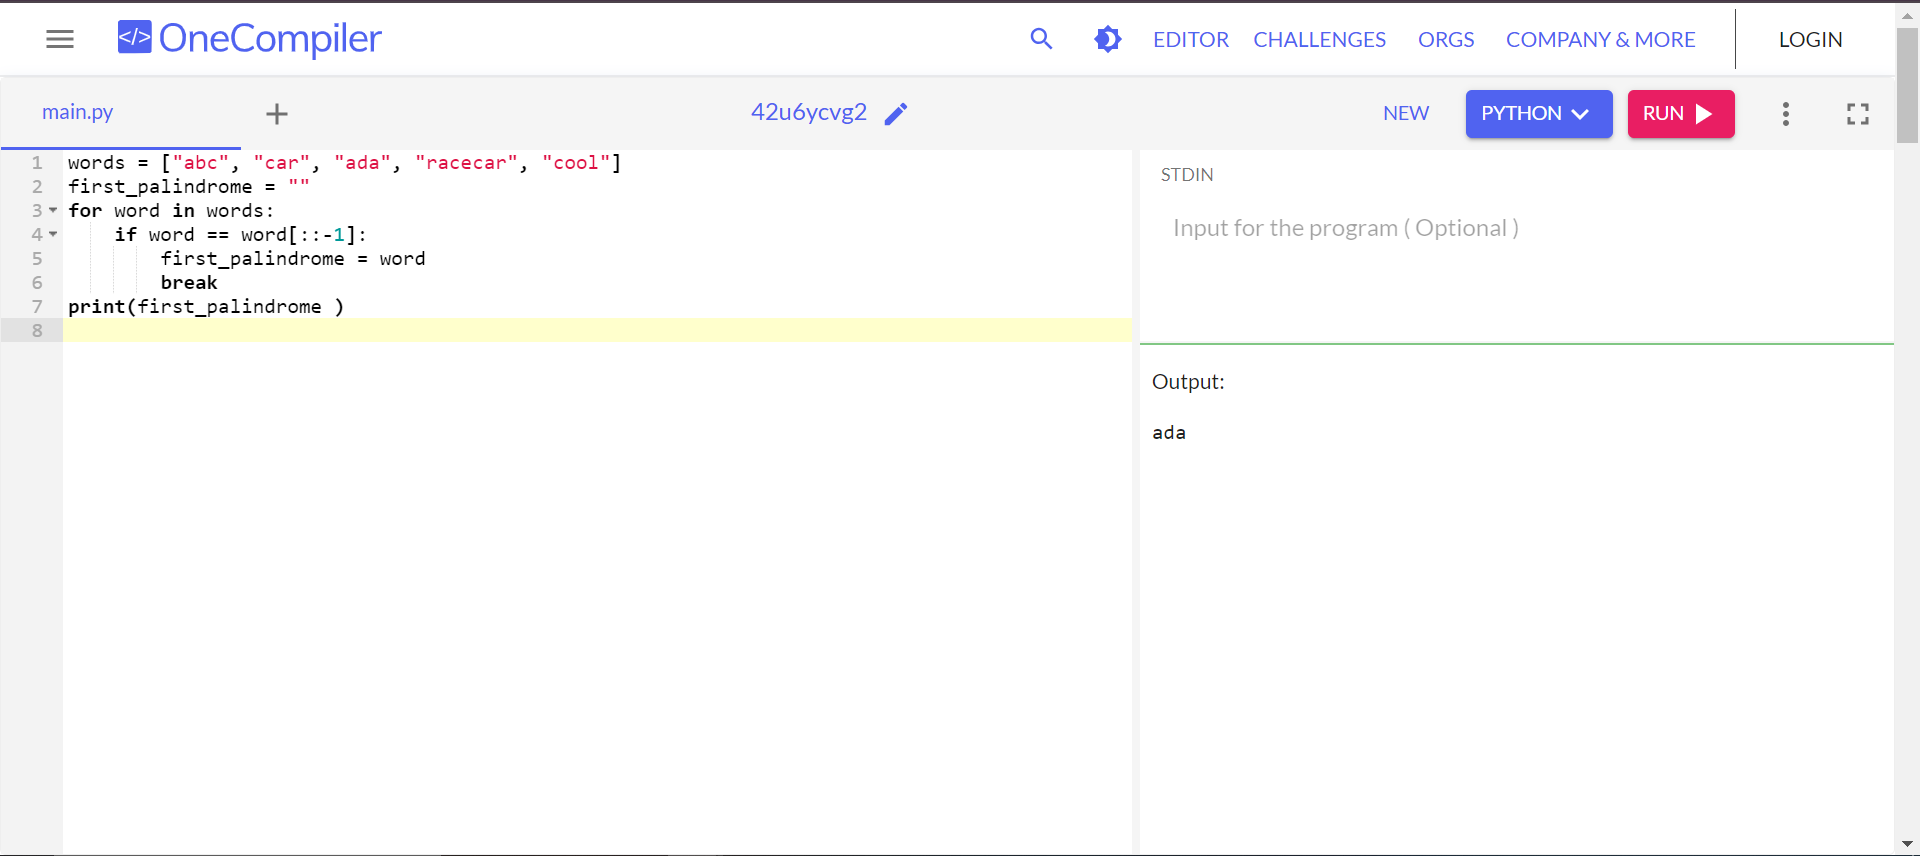 </> OneCompiler EDITOR CHALLENGES ORGS COMPANY & MORE LOGIN
main.py + 42u6ycvg2 NEW PYTHON RUN
1 words = ["abc", "car", "ada", "racecar", "cool"]
2 first_palindrome = ""
3 for word in words:
4     if word == word[::-1]:
5         first_palindrome = word
6         break
7 print(first_palindrome )
8
STDIN
Input for the program ( Optional )
Output:
ada